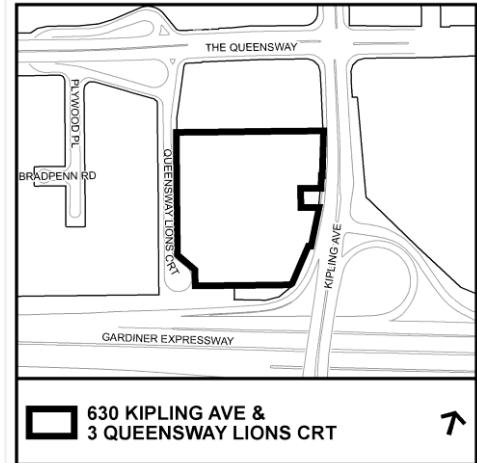 THE QUEENSWAY
PLYWOOD PL
BRADPENN RD
QUEENSWAY LIONS CRT
KIPLING AVE
GARDINER EXPRESSWAY
630 KIPLING AVE &
3 QUEENSWAY LIONS CRT